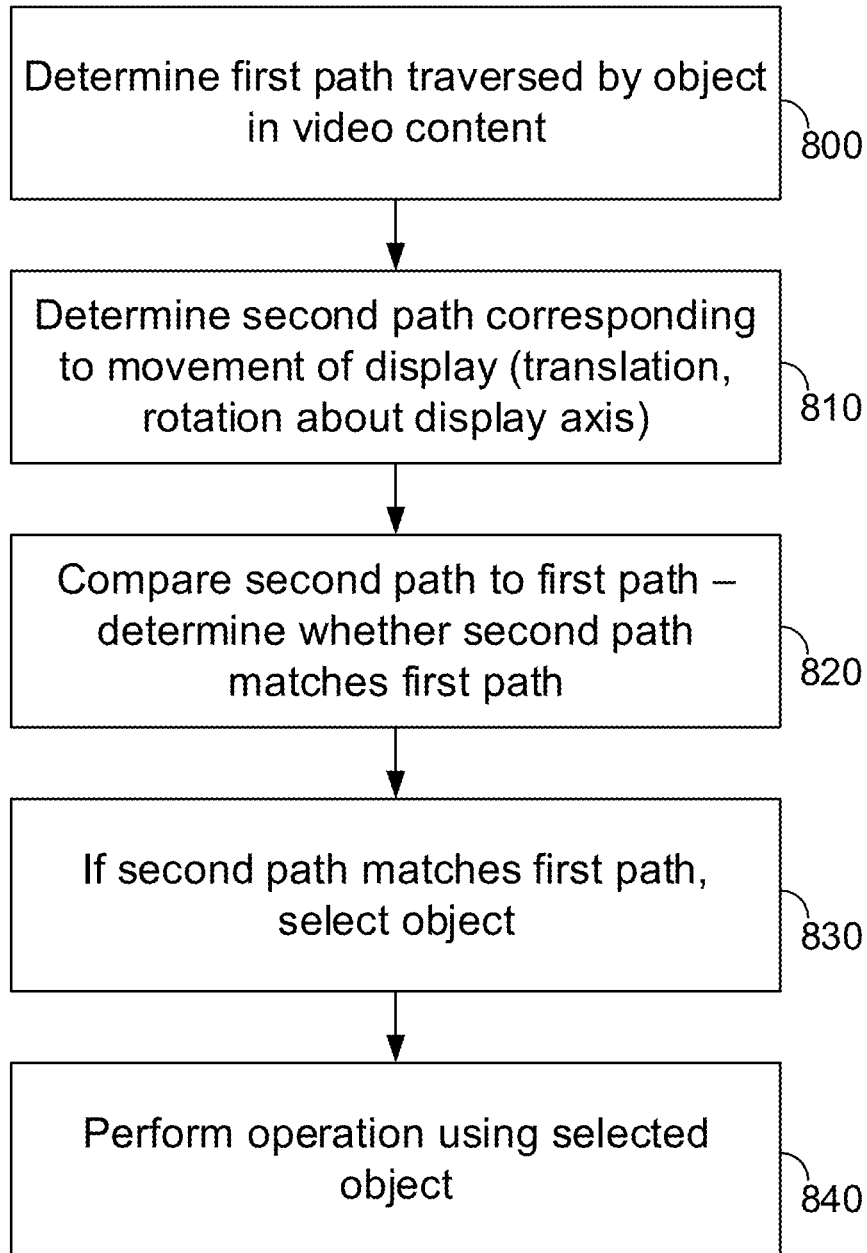 Determine first path traversed by object
in video content
800
Determine second path corresponding
to movement of display (translation,
rotation about display axis)
810
Compare second path to first path –
determine whether second path
matches first path
820
If second path matches first path,
select object
830
Perform operation using selected
object
840